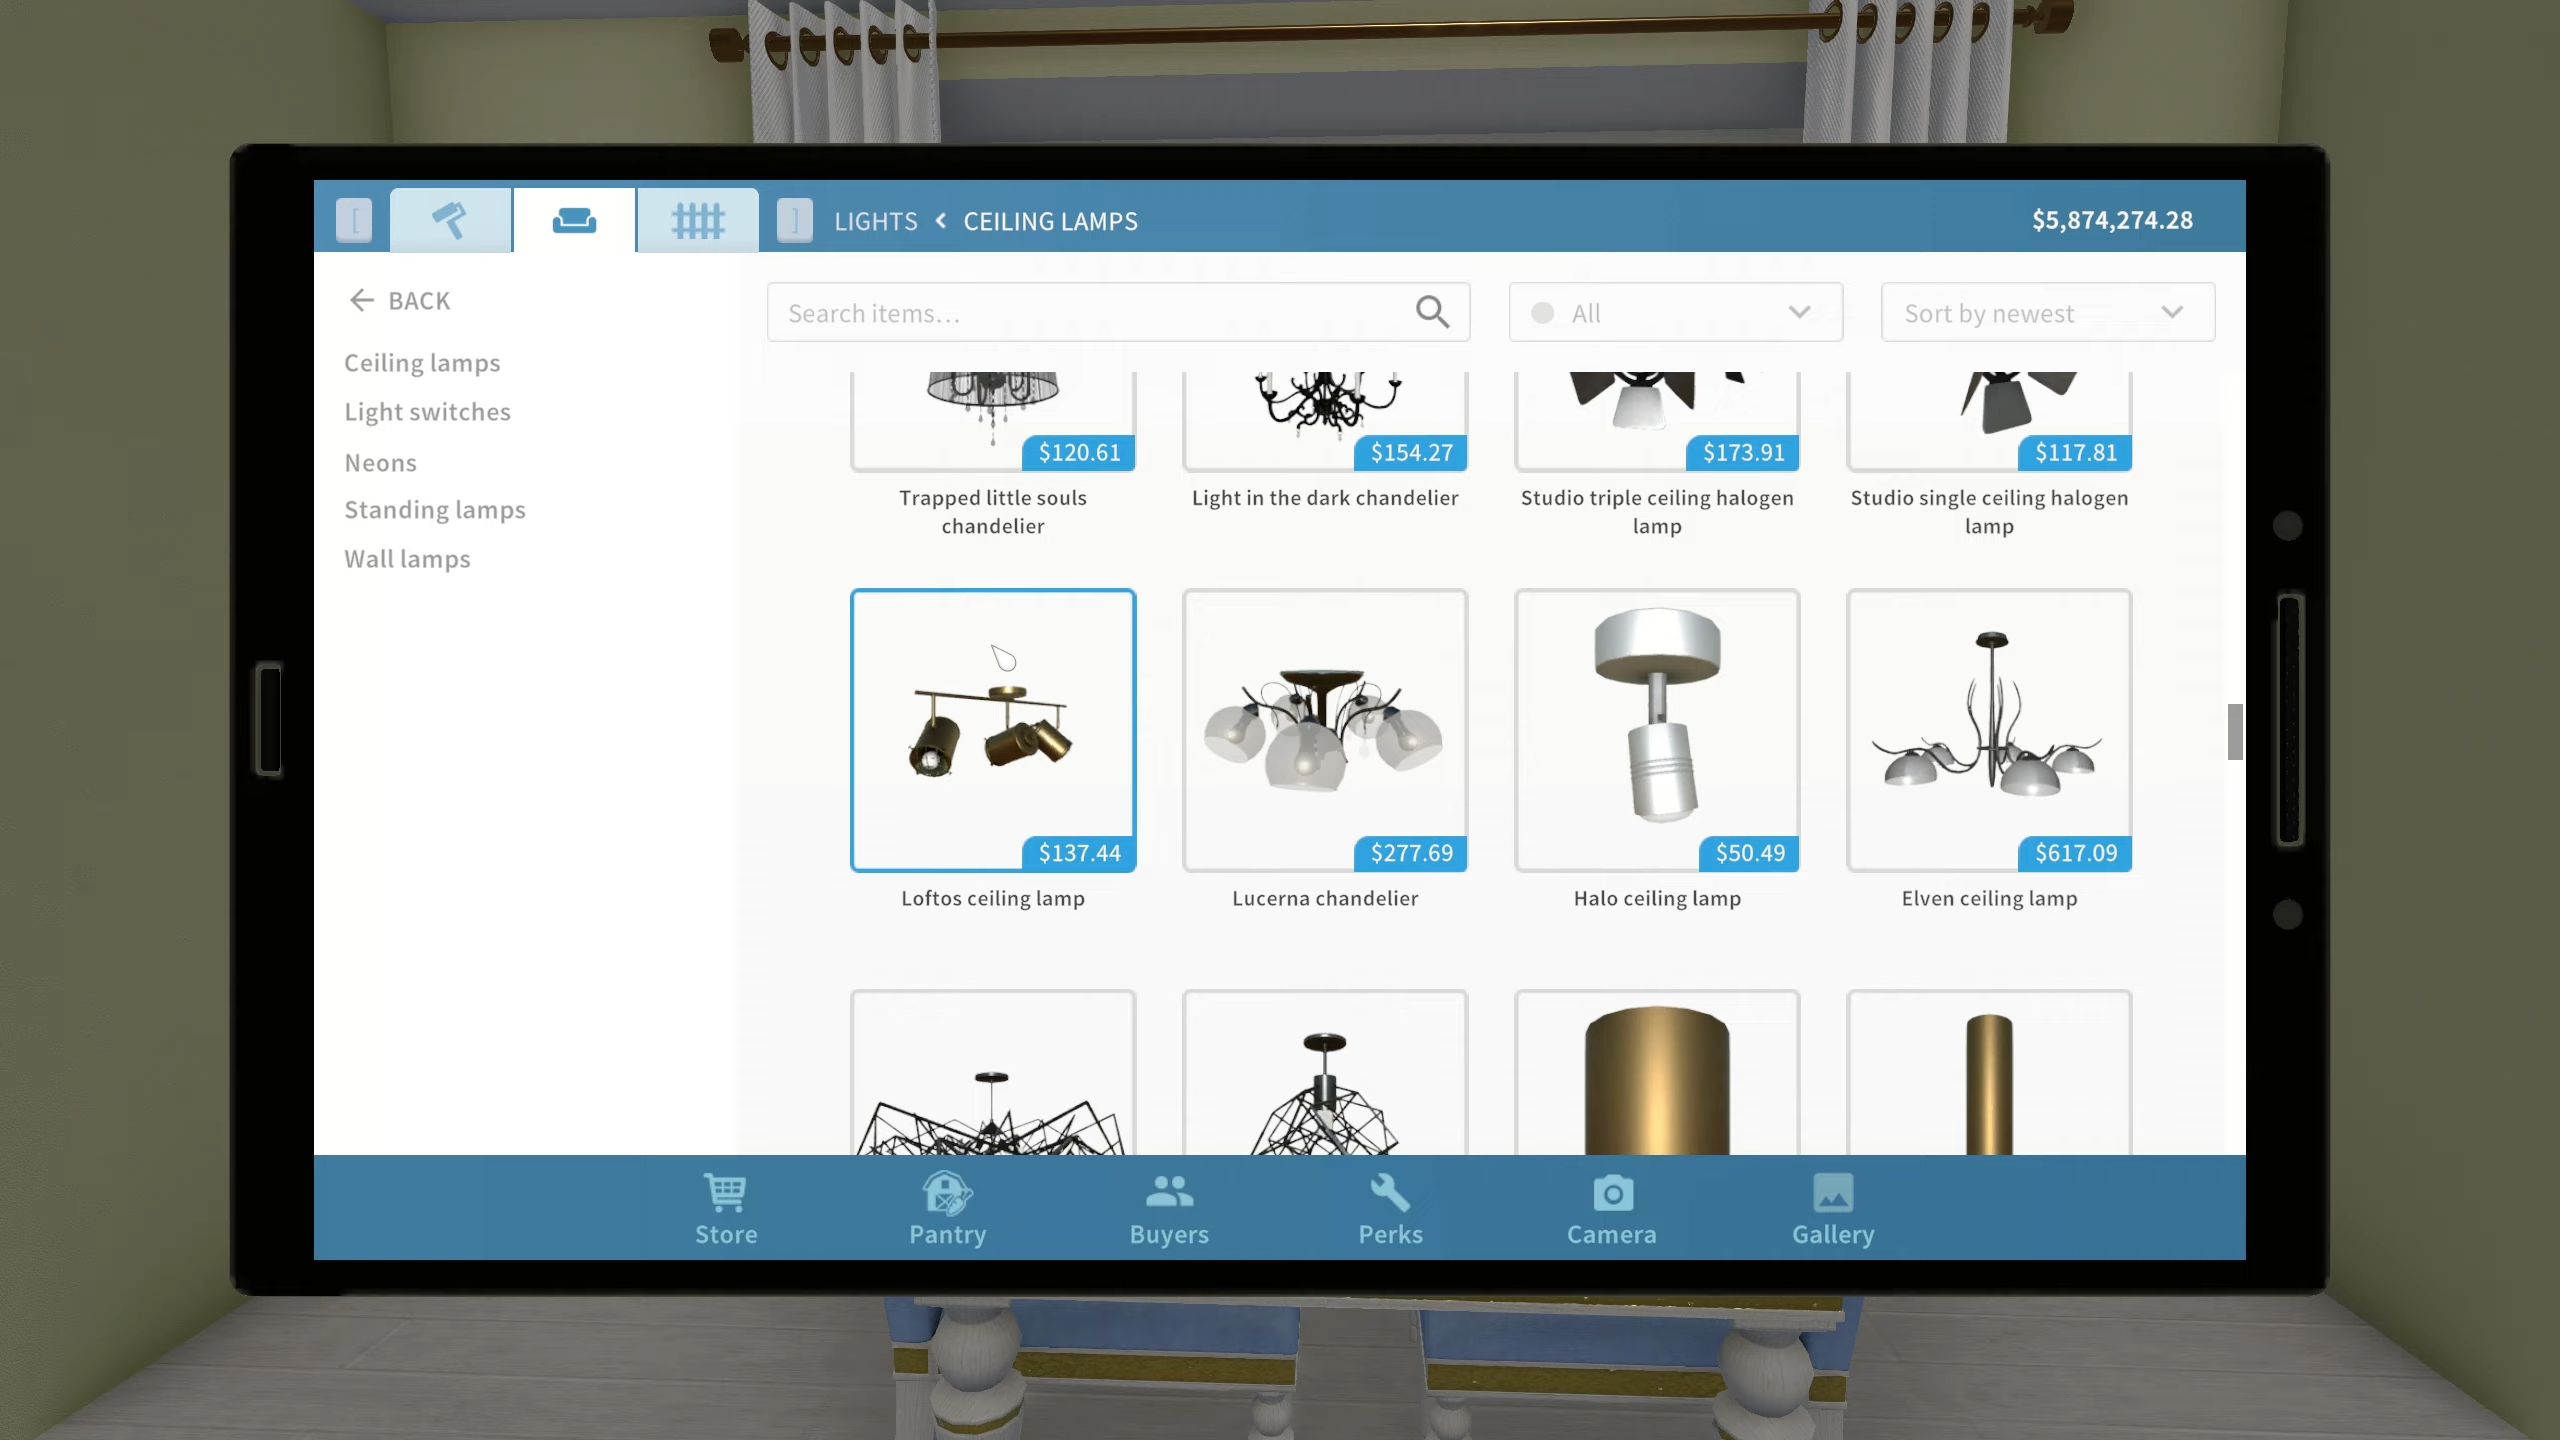 [
]
LIGHTS < CEILING LAMPS
$5,874,274.28
BACK
Search items...
All
Sort by newest
Ceiling lamps
Light switches
Neons
Standing lamps
Wall lamps
$120.61
$154.27
$173.91
$117.81
Trapped little souls
chandelier
Light in the dark chandelier
Studio triple ceiling halogen
lamp
Studio single ceiling halogen
lamp
$137.44
$277.69
$50.49
$617.09
Loftos ceiling lamp
Lucerna chandelier
Halo ceiling lamp
Elven ceiling lamp
Store
Pantry
Buyers
Perks
Camera
Gallery